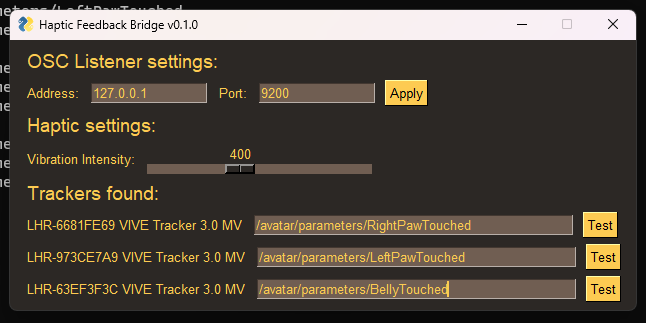 meters/LeftPawTouched
Haptic Feedback Bridge v0.1.0
OSC Listener settings:
Address: 127.0.0.1 Port: 9200 Apply
Haptic settings:
Vibration Intensity: 400
Trackers found:
LHR-6681FE69 VIVE Tracker 3.0 MV /avatar/parameters/RightPawTouched Test
LHR-973CE7A9 VIVE Tracker 3.0 MV /avatar/parameters/LeftPawTouched Test
LHR-63EF3F3C VIVE Tracker 3.0 MV /avatar/parameters/BellyTouched Test